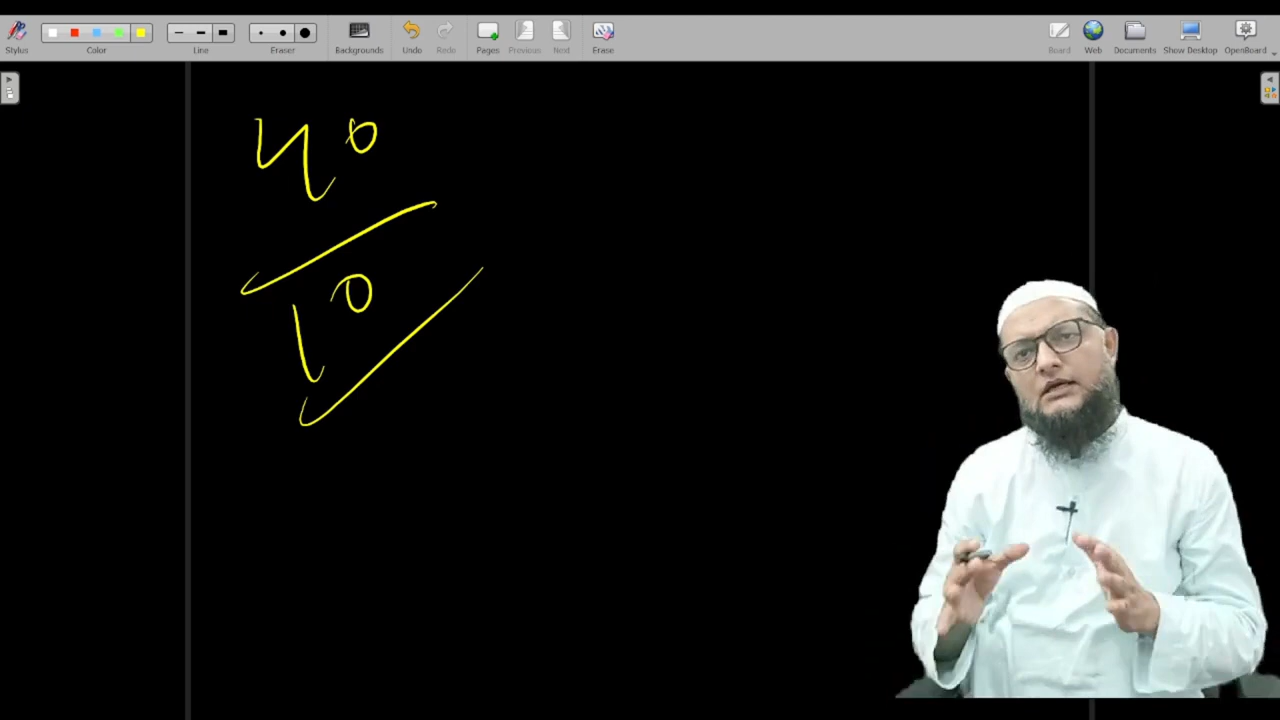 Stylus
Color
Line
Eraser
Backgrounds
Undo
Redo
Pages
Previous
Next
Erase
Board
Web
Documents
Show Desktop
OpenBoard
40
10